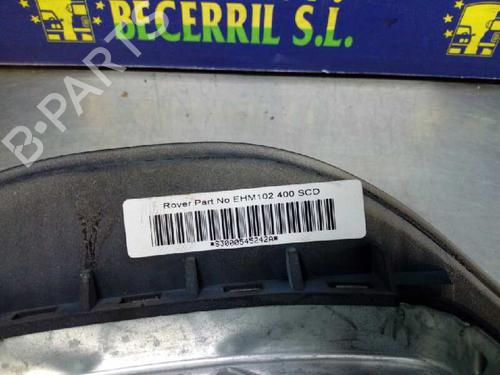 BECERRIL S.L.
B-PARTS
Rover Part No EHM102 400 SCD
*S3000545242A*